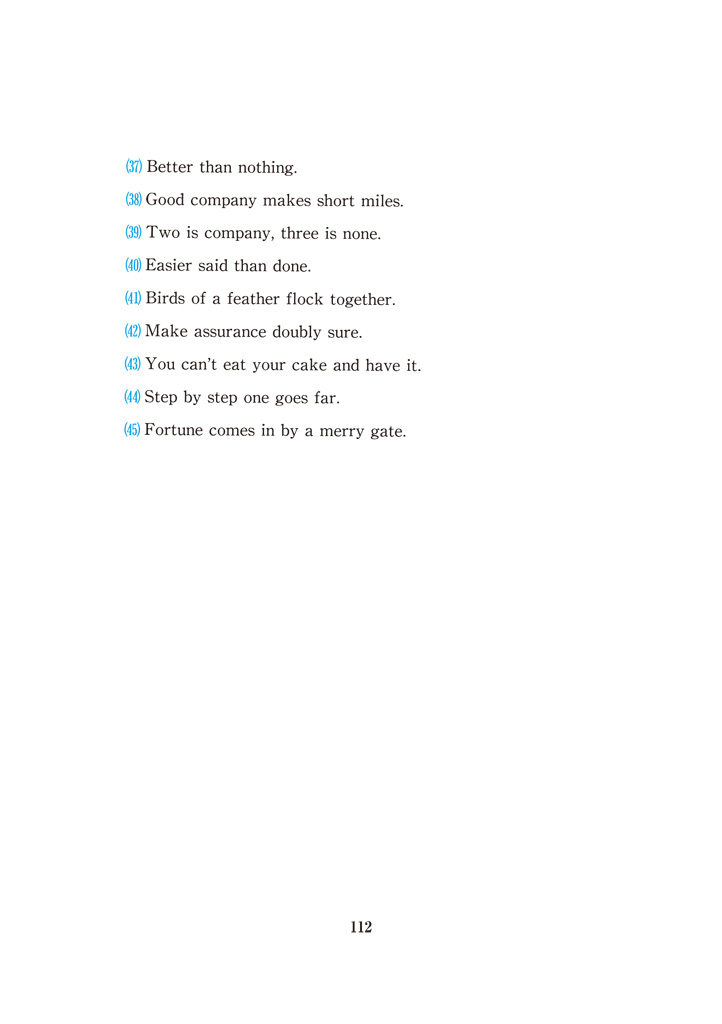 (37) Better than nothing.
(38) Good company makes short miles.
(39) Two is company, three is none.
(40) Easier said than done.
(41) Birds of a feather flock together.
(42) Make assurance doubly sure.
(43) You can't eat your cake and have it.
(44) Step by step one goes far.
(45) Fortune comes in by a merry gate.
112